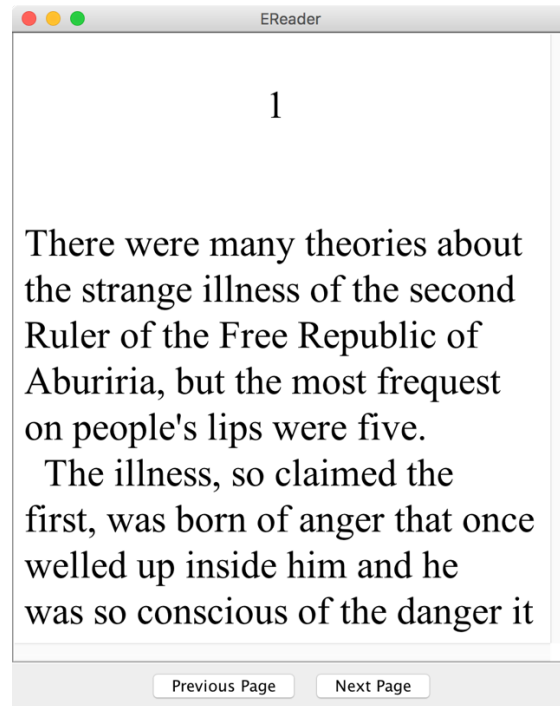 EReader
1
There were many theories about
the strange illness of the second
Ruler of the Free Republic of
Aburiria, but the most frequest
on people's lips were five.
The illness, so claimed the
first, was born of anger that once
welled up inside him and he
was so conscious of the danger it
Previous Page Next Page